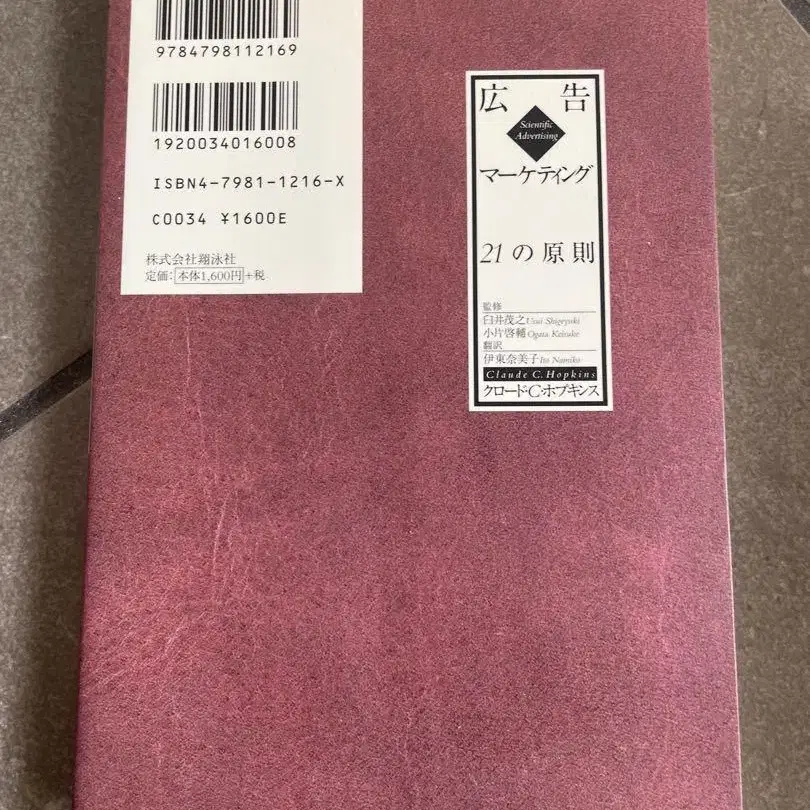 9784798112169
1920034016008
ISBN4-7981-1216-X
C0034 ¥1600E
株式会社翔泳社
定価：本体1,600円+税
広告
Scientific
Advertising
マーケティング
21の原則
監修
臼井茂之 Usui Shigeyuki
小片啓輔 Ogata Keisuke
翻訳
伊東奈美子 Ito Namiko
Claude C. Hopkins
クロード・C・ホプキンス